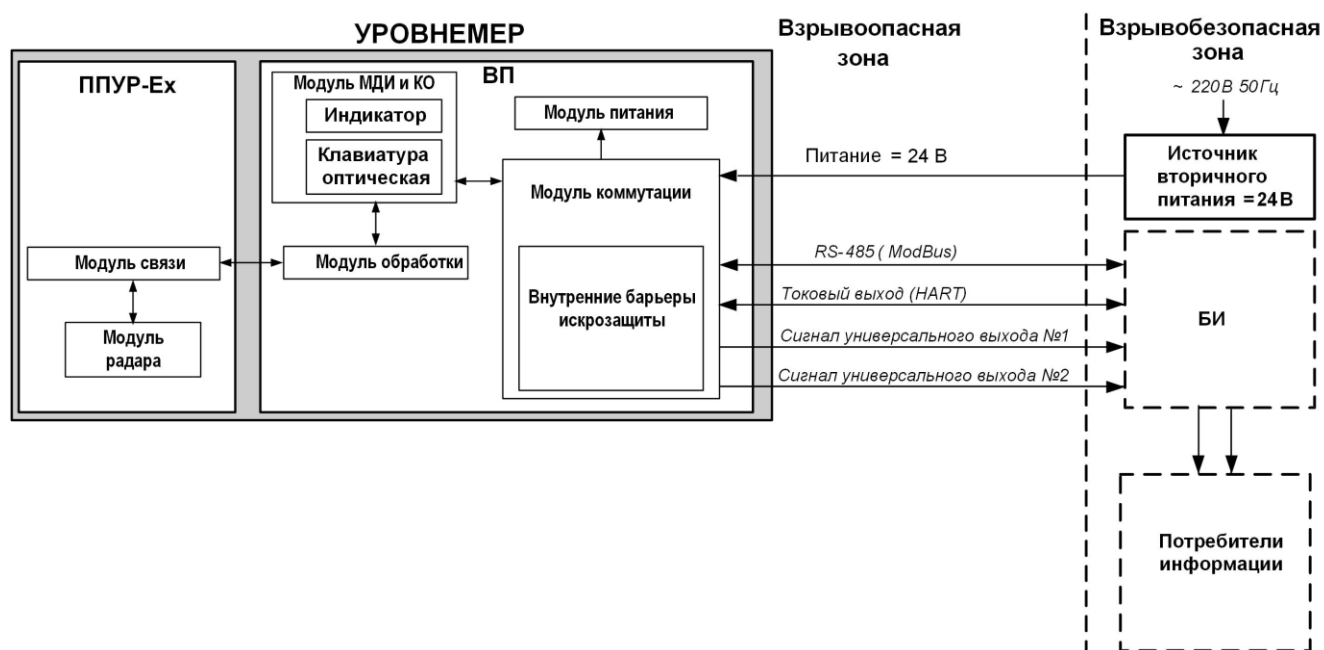 УРОВНЕМЕР
Взрывоопасная
зона
Взрывобезопасная
зона
~ 220В 50Гц
ППУР-Ex
ВП
Модуль МДИ и КО
Индикатор
Клавиатура
оптическая
Модуль питания
Модуль коммутации
Питание = 24 В
Источник
вторичного
питания =24В
Модуль связи
Модуль обработки
Внутренние барьеры
искрозащиты
Модуль
радара
RS-485 ( ModBus)
Токовый выход (HART)
Сигнал универсального выхода №1
Сигнал универсального выхода №2
БИ
Потребители
информации